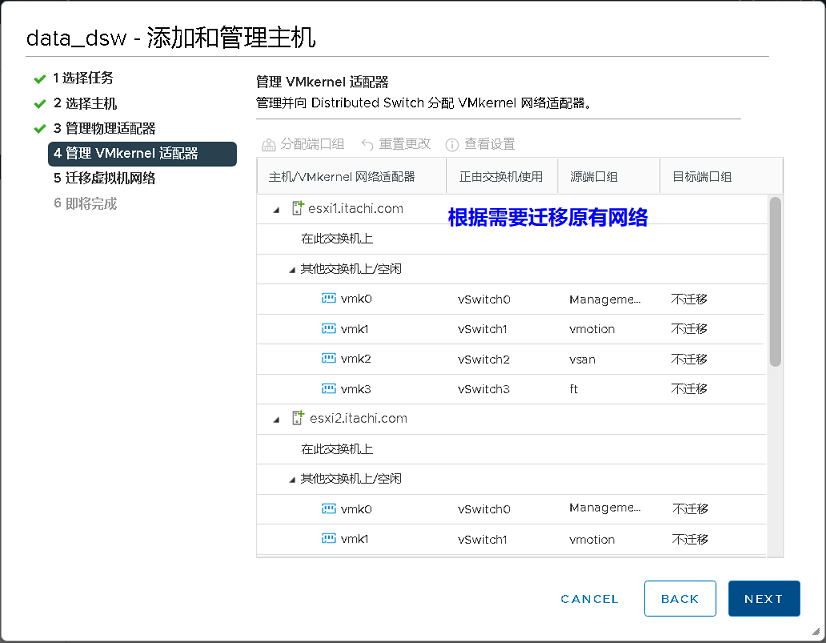 data_dsw - 添加和管理主机
1 选择任务
2 选择主机
3 管理物理适配器
4 管理 VMkernel 适配器
5 迁移虚拟机网络
6 即将完成
管理 VMkernel 适配器
管理并向 Distributed Switch 分配 VMkernel 网络适配器。
分配端口组 重置更改 查看设置
主机/VMkernel 网络适配器 正由交换机使用 源端口组 目标端口组
esxi1.itachi.com
根据需要迁移原有网络
在此交换机上
其他交换机上/空闲
vmk0 vSwitch0 Manageme... 不迁移
vmk1 vSwitch1 vmotion 不迁移
vmk2 vSwitch2 vsan 不迁移
vmk3 vSwitch3 ft 不迁移
esxi2.itachi.com
在此交换机上
其他交换机上/空闲
vmk0 vSwitch0 Manageme... 不迁移
vmk1 vSwitch1 vmotion 不迁移
CANCEL BACK NEXT